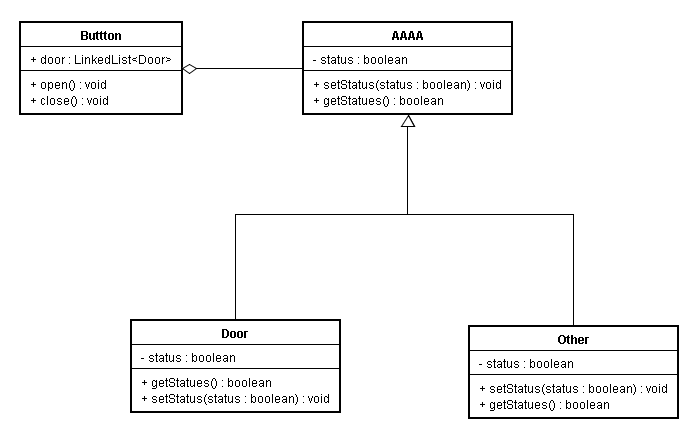 Buttton
+ door : LinkedList<Door>
+ open() : void
+ close() : void
AAAA
- status : boolean
+ setStatus(status : boolean) : void
+ getStatues() : boolean
Door
- status : boolean
+ getStatues() : boolean
+ setStatus(status : boolean) : void
Other
- status : boolean
+ setStatus(status : boolean) : void
+ getStatues() : boolean